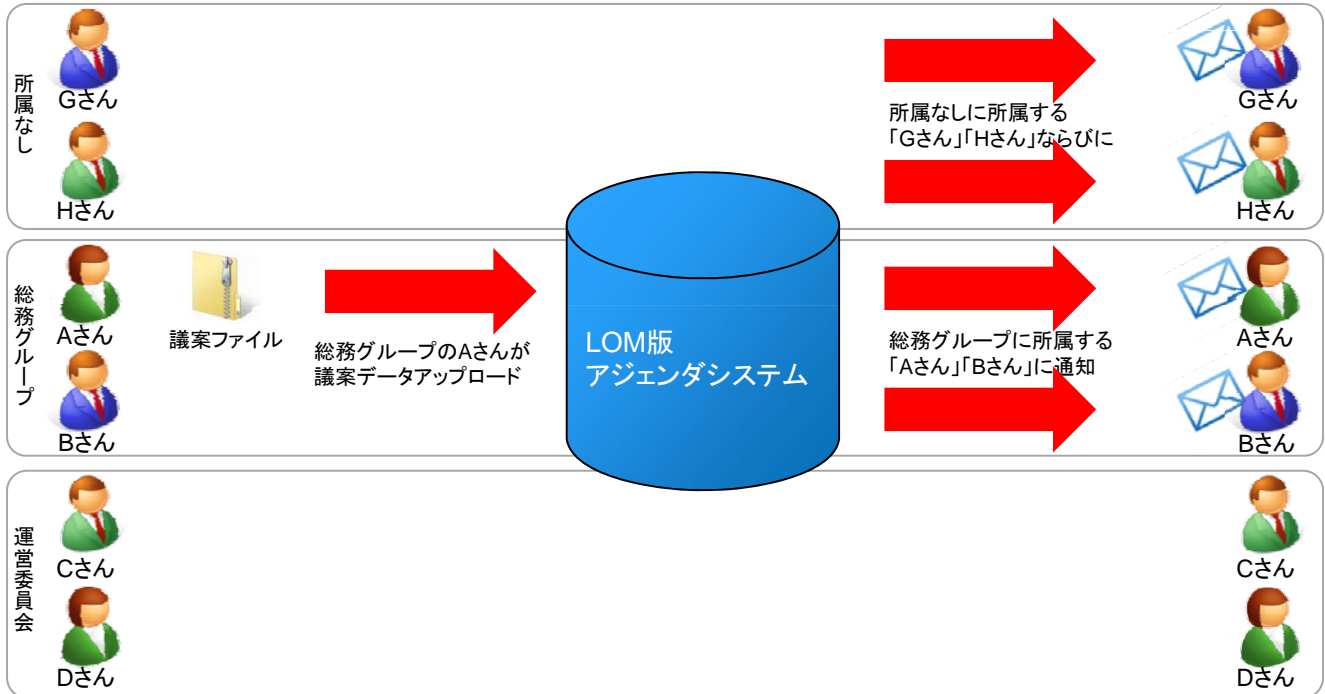 所属なし
Gさん
Hさん
所属なしに所属する
「Gさん」「Hさん」ならびに
Gさん
Hさん
総務グループ
Aさん
Bさん
議案ファイル
総務グループのAさんが
議案データアップロード
LOM版
アジェンダシステム
総務グループに所属する
「Aさん」「Bさん」に通知
Aさん
Bさん
運営委員会
Cさん
Dさん
Cさん
Dさん